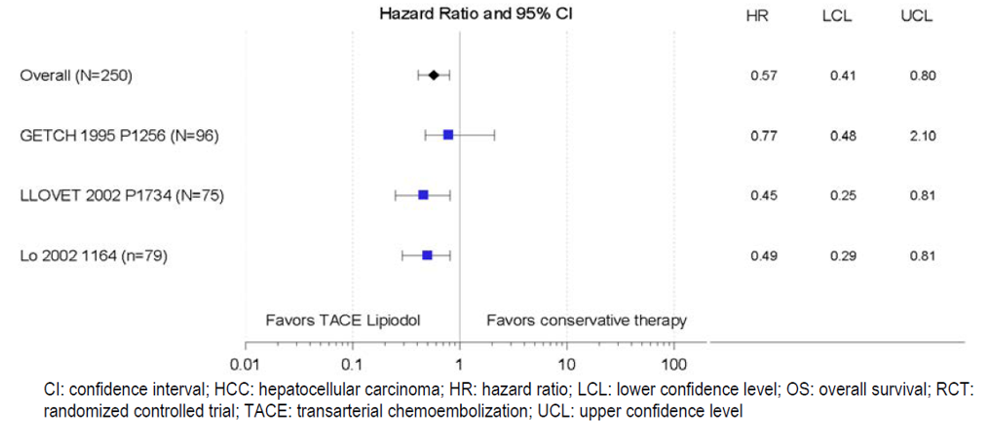 Hazard Ratio and 95% CI HR LCL UCL
Overall (N=250) 0.57 0.41 0.80
GETCH 1995 P1256 (N=96) 0.77 0.48 2.10
LLOVET 2002 P1734 (N=75) 0.45 0.25 0.81
Lo 2002 1164 (n=79) 0.49 0.29 0.81
Favors TACE Lipiodol Favors conservative therapy
0.01 0.1 1 10 100
CI: confidence interval; HCC: hepatocellular carcinoma; HR: hazard ratio; LCL: lower confidence level; OS: overall survival; RCT:
randomized controlled trial; TACE: transarterial chemoembolization; UCL: upper confidence level